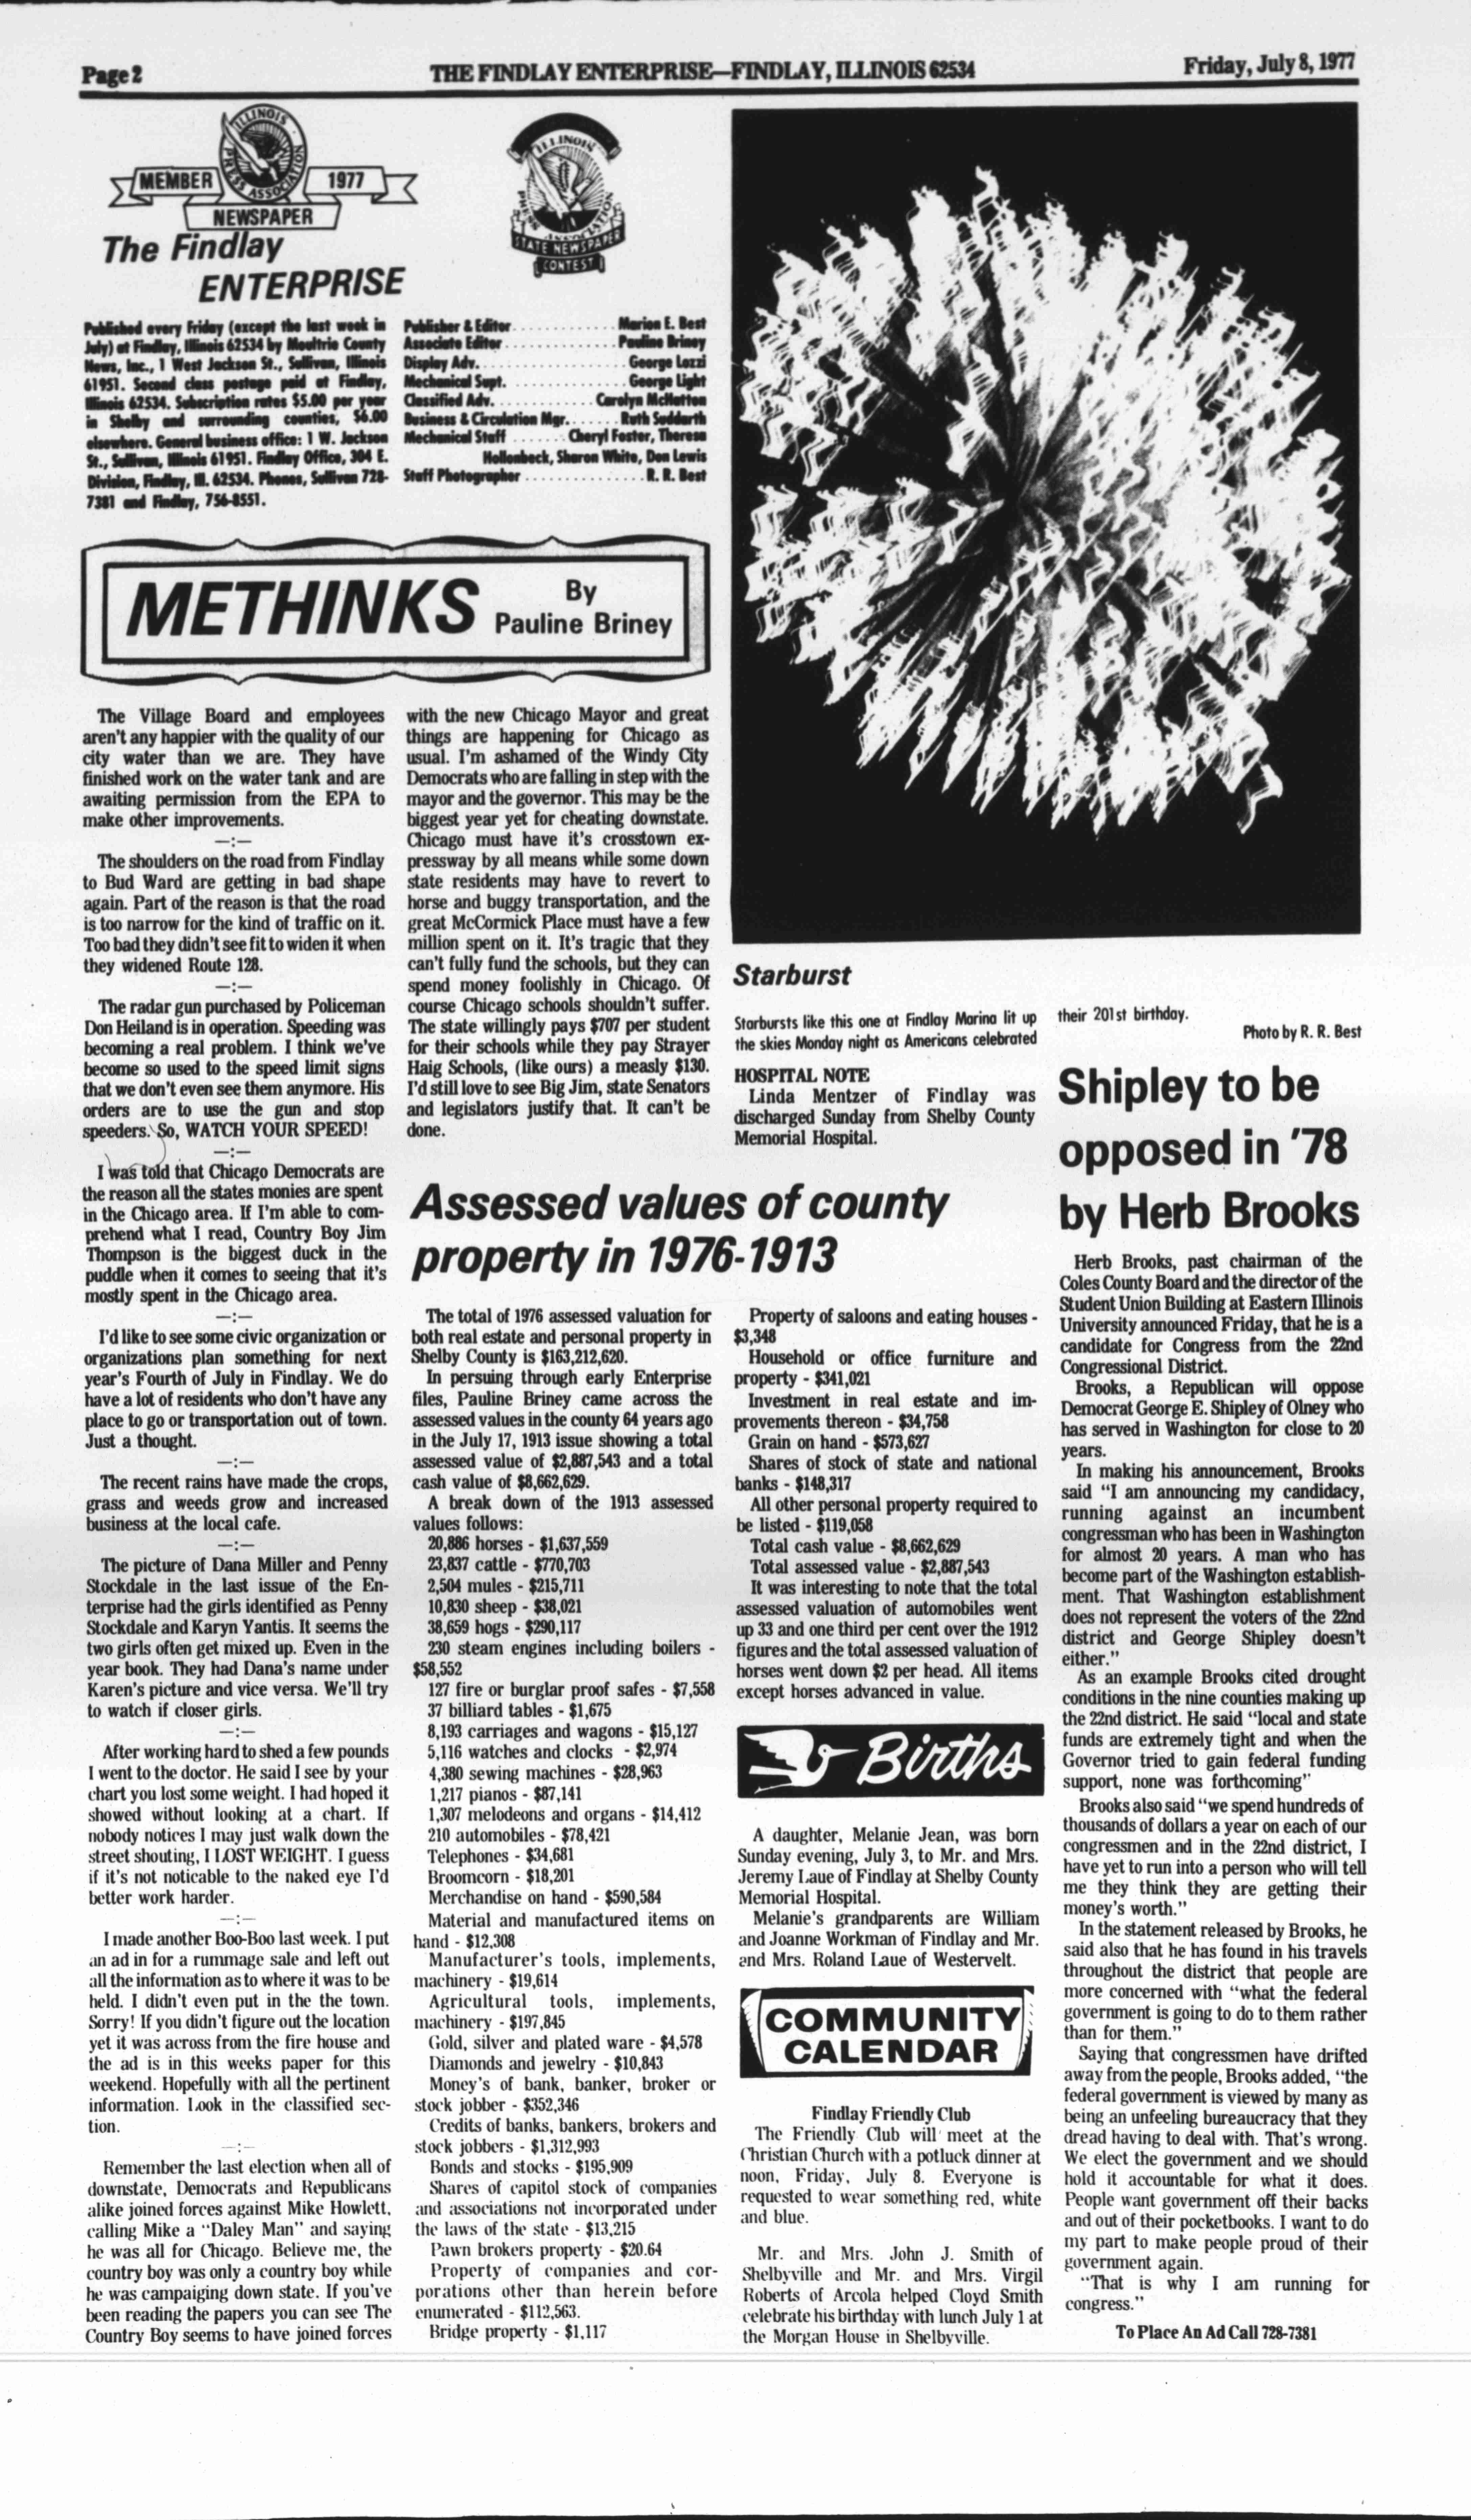 Page 2
THE FINDLAY ENTERPRISE—FINDLAY, ILLINOIS 62534
Friday, July 8, 1977
ILLINOIS
PRESS ASSOCIATION
MEMBER
1977
NEWSPAPER
The Findlay
ENTERPRISE
ILLINOIS
PRESS ASSOCIATION
STATE NEWSPAPER
CONTEST
Published every Friday (except the last week in
July) at Findlay, Illinois 62534 by Moultrie County
News, Inc., 1 West Jackson St., Sullivan, Illinois
61951. Second class postage paid at Findlay,
Illinois 62534. Subscription rates $5.00 per year
in Shelby and surrounding counties, $6.00
elsewhere. General business office: 1 W. Jackson
St., Sullivan, Illinois 61951. Findlay Office, 304 E.
Division, Findlay, Ill. 62534. Phones, Sullivan 728-
7381 and Findlay, 756-8551.
Publisher & Editor. . . . . . . . . . . . Marion E. Best
Associate Editor . . . . . . . . . . . . . Pauline Briney
Display Adv. . . . . . . . . . . . . . . . . George Lozzi
Mechanical Supt. . . . . . . . . . . . . . George Light
Classified Adv. . . . . . . . . . . . Carolyn McHatton
Business & Circulation Mgr. . . . . . . Ruth Suddarth
Mechanical Staff . . . . . . Cheryl Foster, Theresa
Hollonbeck, Sharon White, Don Lewis
Staff Photographer . . . . . . . . . . . . . . R. R. Best
METHINKS
By
Pauline Briney
The Village Board and employees
aren't any happier with the quality of our
city water than we are. They have
finished work on the water tank and are
awaiting permission from the EPA to
make other improvements.
—:—
The shoulders on the road from Findlay
to Bud Ward are getting in bad shape
again. Part of the reason is that the road
is too narrow for the kind of traffic on it.
Too bad they didn't see fit to widen it when
they widened Route 128.
—:—
The radar gun purchased by Policeman
Don Heiland is in operation. Speeding was
becoming a real problem. I think we've
become so used to the speed limit signs
that we don't even see them anymore. His
orders are to use the gun and stop
speeders. So, WATCH YOUR SPEED!
—:—
I was told that Chicago Democrats are
the reason all the states monies are spent
in the Chicago area. If I'm able to com-
prehend what I read, Country Boy Jim
Thompson is the biggest duck in the
puddle when it comes to seeing that it's
mostly spent in the Chicago area.
—:—
I'd like to see some civic organization or
organizations plan something for next
year's Fourth of July in Findlay. We do
have a lot of residents who don't have any
place to go or transportation out of town.
Just a thought.
—:—
The recent rains have made the crops,
grass and weeds grow and increased
business at the local cafe.
—:—
The picture of Dana Miller and Penny
Stockdale in the last issue of the En-
terprise had the girls identified as Penny
Stockdale and Karyn Yantis. It seems the
two girls often get mixed up. Even in the
year book. They had Dana's name under
Karen's picture and vice versa. We'll try
to watch if closer girls.
—:—
After working hard to shed a few pounds
I went to the doctor. He said I see by your
chart you lost some weight. I had hoped it
showed without looking at a chart. If
nobody notices I may just walk down the
street shouting, I LOST WEIGHT. I guess
if it's not noticable to the naked eye I'd
better work harder.
—:—
I made another Boo-Boo last week. I put
an ad in for a rummage sale and left out
all the information as to where it was to be
held. I didn't even put in the the town.
Sorry! If you didn't figure out the location
yet it was across from the fire house and
the ad is in this weeks paper for this
weekend. Hopefully with all the pertinent
information. Look in the classified sec-
tion.
—:—
Remember the last election when all of
downstate, Democrats and Republicans
alike joined forces against Mike Howlett,
calling Mike a "Daley Man" and saying
he was all for Chicago. Believe me, the
country boy was only a country boy while
he was campaiging down state. If you've
been reading the papers you can see The
Country Boy seems to have joined forces
with the new Chicago Mayor and great
things are happening for Chicago as
usual. I'm ashamed of the Windy City
Democrats who are falling in step with the
mayor and the governor. This may be the
biggest year yet for cheating downstate.
Chicago must have it's crosstown ex-
pressway by all means while some down
state residents may have to revert to
horse and buggy transportation, and the
great McCormick Place must have a few
million spent on it. It's tragic that they
can't fully fund the schools, but they can
spend money foolishly in Chicago. Of
course Chicago schools shouldn't suffer.
The state willingly pays $707 per student
for their schools while they pay Strayer
Haig Schools, (like ours) a measly $130.
I'd still love to see Big Jim, state Senators
and legislators justify that. It can't be
done.
Starburst
Starbursts like this one at Findlay Marina lit up
the skies Monday night as Americans celebrated
their 201st birthday.
Photo by R. R. Best
HOSPITAL NOTE
Linda Mentzer of Findlay was
discharged Sunday from Shelby County
Memorial Hospital.
Assessed values of county
property in 1976-1913
The total of 1976 assessed valuation for
both real estate and personal property in
Shelby County is $163,212,620.
In persuing through early Enterprise
files, Pauline Briney came across the
assessed values in the county 64 years ago
in the July 17, 1913 issue showing a total
assessed value of $2,887,543 and a total
cash value of $8,662,629.
A break down of the 1913 assessed
values follows:
20,886 horses - $1,637,559
23,837 cattle - $770,703
2,504 mules - $215,711
10,830 sheep - $38,021
38,659 hogs - $290,117
230 steam engines including boilers -
$58,552
127 fire or burglar proof safes - $7,558
37 billiard tables - $1,675
8,193 carriages and wagons - $15,127
5,116 watches and clocks - $2,974
4,380 sewing machines - $28,963
1,217 pianos - $87,141
1,307 melodeons and organs - $14,412
210 automobiles - $78,421
Telephones - $34,681
Broomcorn - $18,201
Merchandise on hand - $590,584
Material and manufactured items on
hand - $12,308
Manufacturer's tools, implements,
machinery - $19,614
Agricultural tools, implements,
machinery - $197,845
Gold, silver and plated ware - $4,578
Diamonds and jewelry - $10,843
Money's of bank, banker, broker or
stock jobber - $352,346
Credits of banks, bankers, brokers and
stock jobbers - $1,312,993
Bonds and stocks - $195,909
Shares of capitol stock of companies
and associations not incorporated under
the laws of the state - $13,215
Pawn brokers property - $20.64
Property of companies and cor-
porations other than herein before
enumerated - $112,563.
Bridge property - $1,117
Property of saloons and eating houses -
$3,348
Household or office furniture and
property - $341,021
Investment in real estate and im-
provements thereon - $34,758
Grain on hand - $573,627
Shares of stock of state and national
banks - $148,317
All other personal property required to
be listed - $119,058
Total cash value - $8,662,629
Total assessed value - $2,887,543
It was interesting to note that the total
assessed valuation of automobiles went
up 33 and one third per cent over the 1912
figures and the total assessed valuation of
horses went down $2 per head. All items
except horses advanced in value.
Births
A daughter, Melanie Jean, was born
Sunday evening, July 3, to Mr. and Mrs.
Jeremy Laue of Findlay at Shelby County
Memorial Hospital.
Melanie's grandparents are William
and Joanne Workman of Findlay and Mr.
and Mrs. Roland Laue of Westervelt.
COMMUNITY
CALENDAR
Findlay Friendly Club
The Friendly Club will meet at the
Christian Church with a potluck dinner at
noon, Friday, July 8. Everyone is
requested to wear something red, white
and blue.
Mr. and Mrs. John J. Smith of
Shelbyville and Mr. and Mrs. Virgil
Roberts of Arcola helped Cloyd Smith
celebrate his birthday with lunch July 1 at
the Morgan House in Shelbyville.
Shipley to be
opposed in '78
by Herb Brooks
Herb Brooks, past chairman of the
Coles County Board and the director of the
Student Union Building at Eastern Illinois
University announced Friday, that he is a
candidate for Congress from the 22nd
Congressional District.
Brooks, a Republican will oppose
Democrat George E. Shipley of Olney who
has served in Washington for close to 20
years.
In making his announcement, Brooks
said "I am announcing my candidacy,
running against an incumbent
congressman who has been in Washington
for almost 20 years. A man who has
become part of the Washington establish-
ment. That Washington establishment
does not represent the voters of the 22nd
district and George Shipley doesn't
either."
As an example Brooks cited drought
conditions in the nine counties making up
the 22nd district. He said "local and state
funds are extremely tight and when the
Governor tried to gain federal funding
support, none was forthcoming"
Brooks also said "we spend hundreds of
thousands of dollars a year on each of our
congressmen and in the 22nd district, I
have yet to run into a person who will tell
me they think they are getting their
money's worth."
In the statement released by Brooks, he
said also that he has found in his travels
throughout the district that people are
more concerned with "what the federal
government is going to do to them rather
than for them."
Saying that congressmen have drifted
away from the people, Brooks added, "the
federal government is viewed by many as
being an unfeeling bureaucracy that they
dread having to deal with. That's wrong.
We elect the government and we should
hold it accountable for what it does.
People want government off their backs
and out of their pocketbooks. I want to do
my part to make people proud of their
government again.
"That is why I am running for
congress."
To Place An Ad Call 728-7381